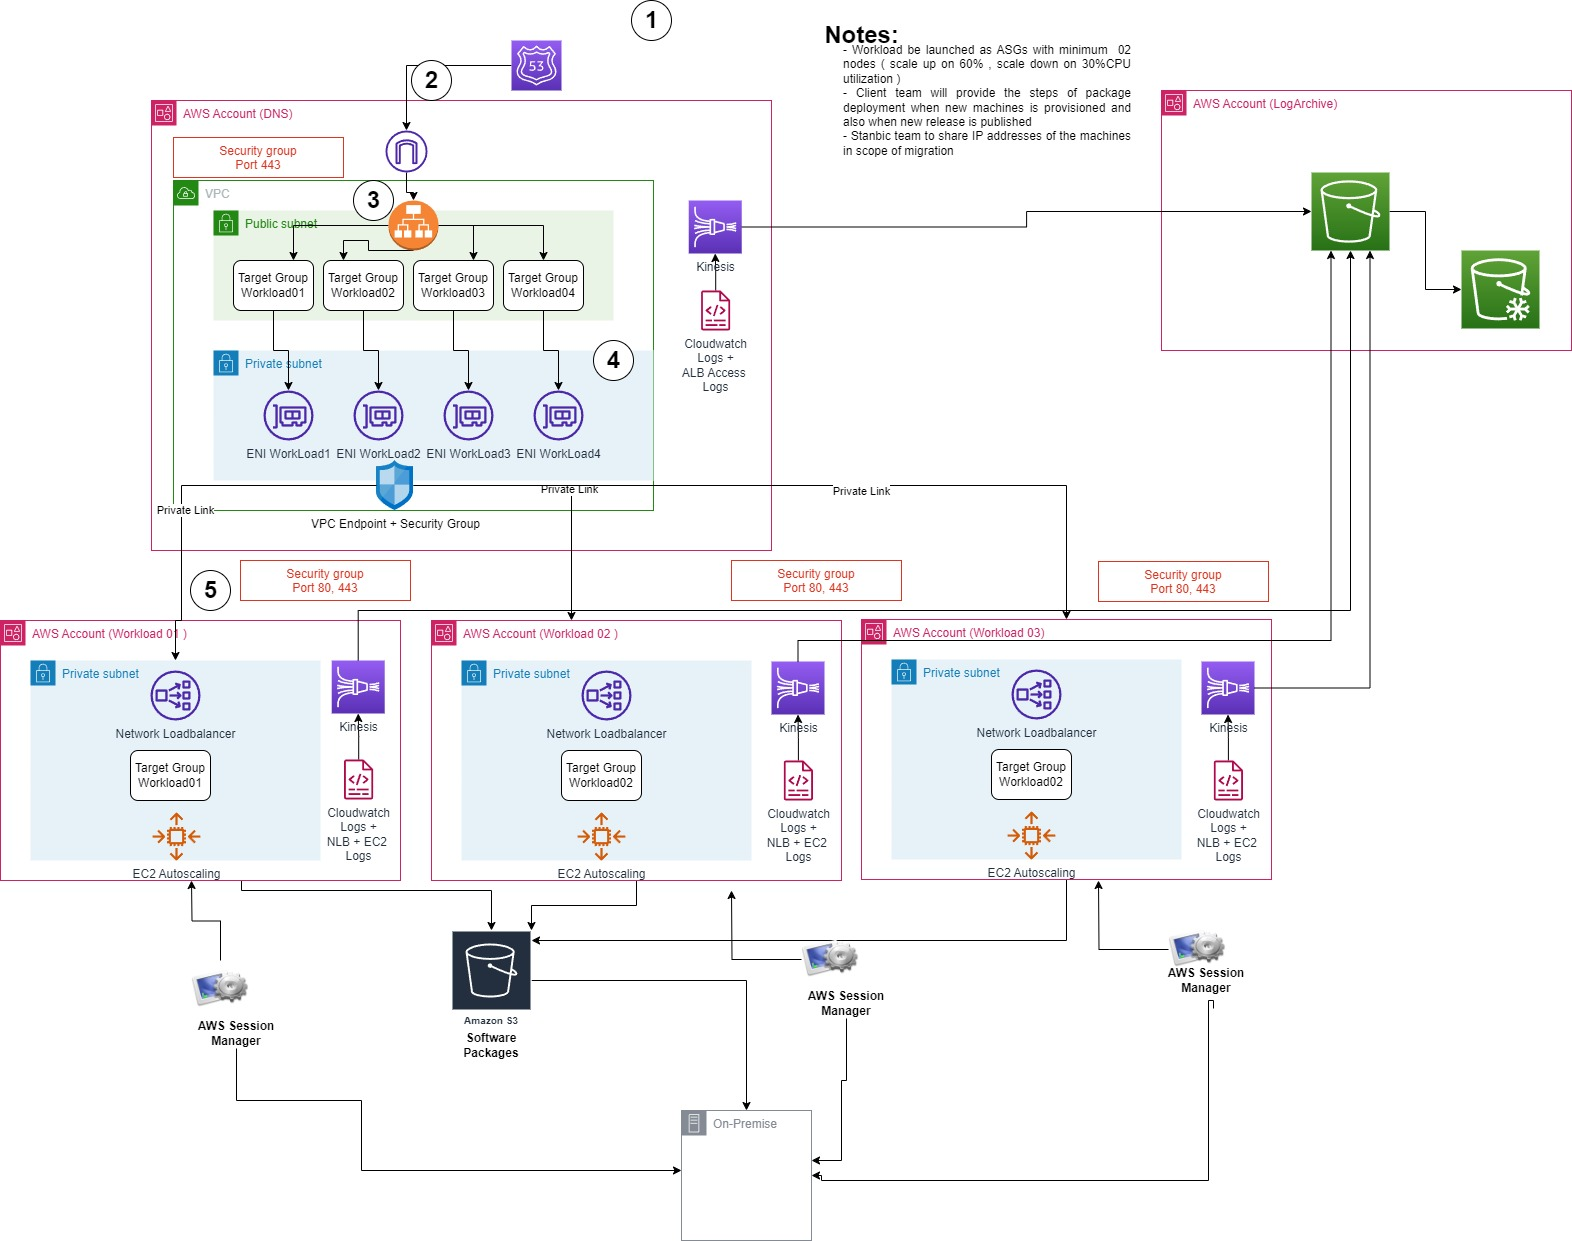 1
Notes:
- Workload be launched as ASGs with minimum 02
nodes ( scale up on 60% , scale down on 30%CPU
utilization )
- Client team will provide the steps of package
deployment when new machines is provisioned and
also when new release is published
- Stanbic team to share IP addresses of the machines
in scope of migration
53
2
AWS Account (DNS)
AWS Account (LogArchive)
Security group
Port 443
VPC
3
Public subnet
Target Group
Workload01
Target Group
Workload02
Target Group
Workload03
Target Group
Workload04
Kinesis
Cloudwatch
Logs +
ALB Access
Logs
Private subnet
4
ENI WorkLoad1
ENI WorkLoad2
ENI WorkLoad3
ENI WorkLoad4
Private Link
Private Link
Private Link
VPC Endpoint + Security Group
5
Security group
Port 80, 443
Security group
Port 80, 443
Security group
Port 80, 443
AWS Account (Workload 01 )
Private subnet
Network Loadbalancer
Target Group
Workload01
EC2 Autoscaling
Kinesis
Cloudwatch
Logs +
NLB + EC2
Logs
AWS Account (Workload 02 )
Private subnet
Network Loadbalancer
Target Group
Workload02
EC2 Autoscaling
Kinesis
Cloudwatch
Logs +
NLB + EC2
Logs
AWS Account (Workload 03)
Private subnet
Network Loadbalancer
Target Group
Workload02
EC2 Autoscaling
Kinesis
Cloudwatch
Logs +
NLB + EC2
Logs
AWS Session
Manager
Amazon S3
Software
Packages
AWS Session
Manager
AWS Session
Manager
On-Premise